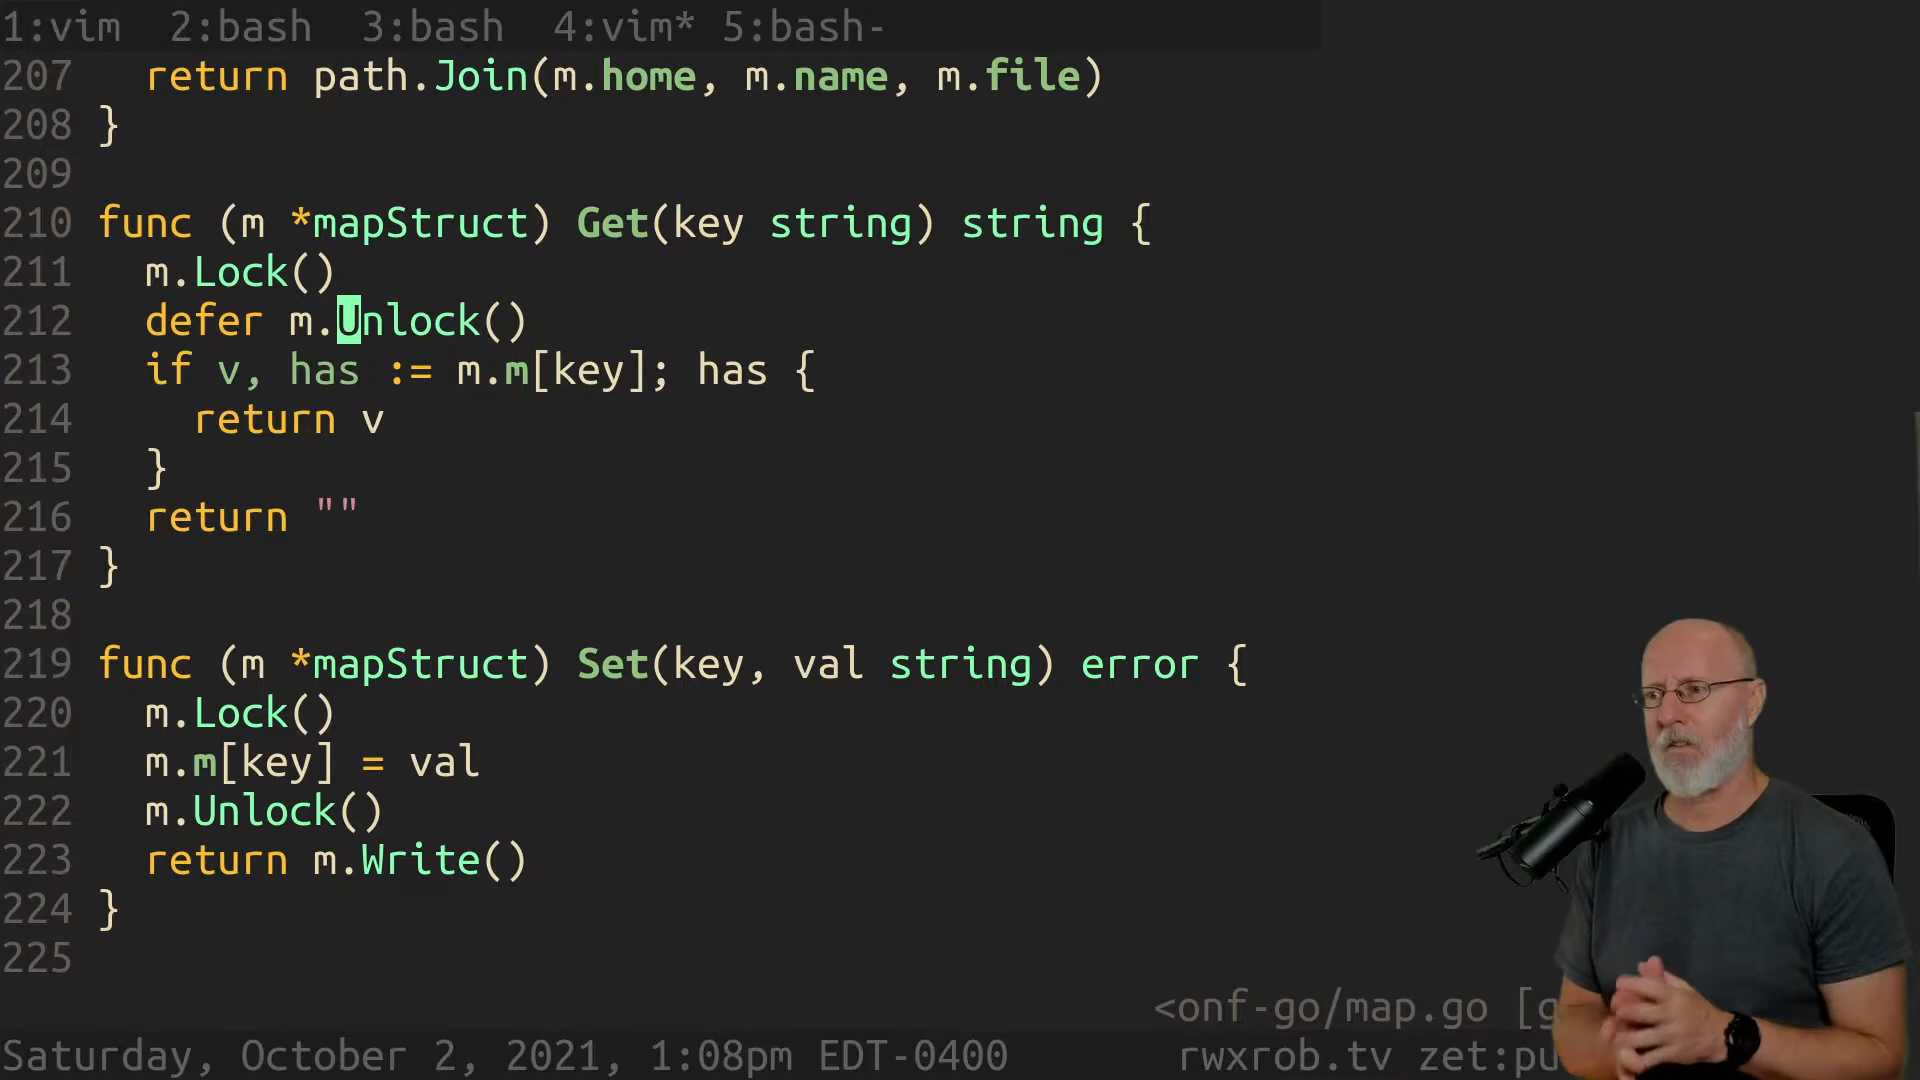 1:vim  2:bash  3:bash  4:vim* 5:bash-
207   return path.Join(m.home, m.name, m.file)
208 }
209
210 func (m *mapStruct) Get(key string) string {
211   m.Lock()
212   defer m.Unlock()
213   if v, has := m.m[key]; has {
214     return v
215   }
216   return ""
217 }
218
219 func (m *mapStruct) Set(key, val string) error {
220   m.Lock()
221   m.m[key] = val
222   m.Unlock()
223   return m.Write()
224 }
225
<onf-go/map.go [g
Saturday, October 2, 2021, 1:08pm EDT-0400 rwxrob.tv zet:pu